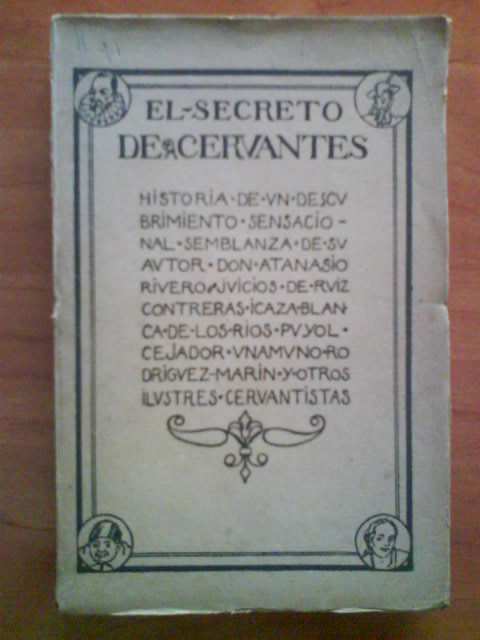 EL-SECRETO
DE CERVANTES
HISTORIA·DE·VN·DESCV
BRIMIENTO·SENSACIO-
NAL·SEMBLANZA·DE·SV
AVTOR·DON·ATANASIO
RIVERO JVICIOS·DE·RVIZ
CONTRERAS·ICAZA·BLAN-
CA·DE·LOS·RIOS·PVYOL·
CEJADOR·VNAMVNO·RO
DRIGVEZ-MARIN·Y·OTROS
ILVSTRES·CERVANTISTAS